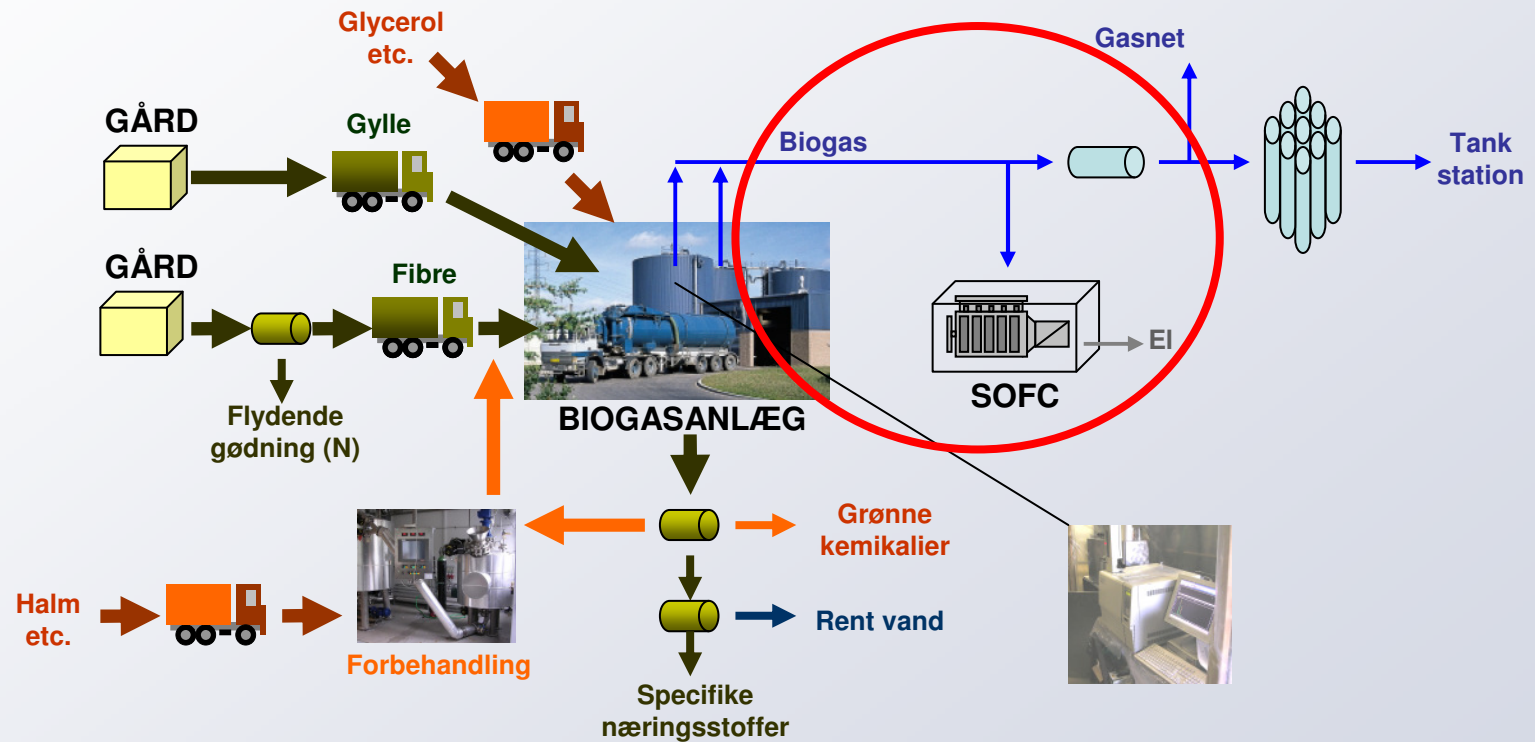 Glycerol
etc.
Gasnet
GÅRD
Gylle
Biogas
Tank
station
GÅRD
Fibre
El
SOFC
BIOGASANLÆG
Flydende
gødning (N)
Grønne
kemikalier
Halm
etc.
Rent vand
Forbehandling
Specifike
næringsstoffer